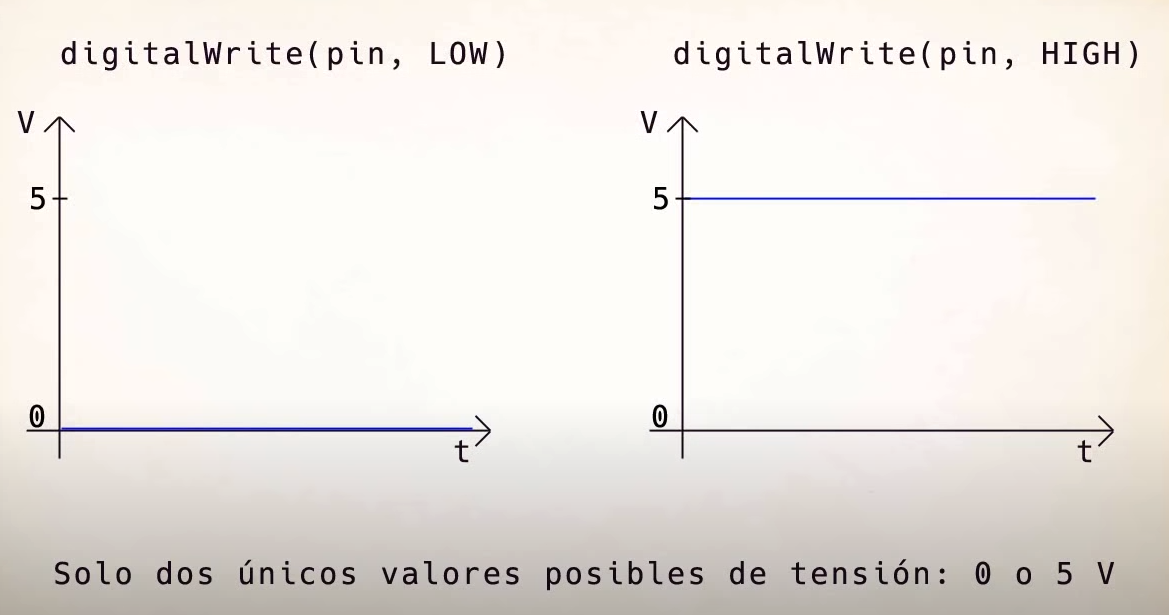 digitalWrite(pin, LOW)
digitalWrite(pin, HIGH)
V
5
0
t
V
5
0
t
Solo dos únicos valores posibles de tensión: 0 o 5 V